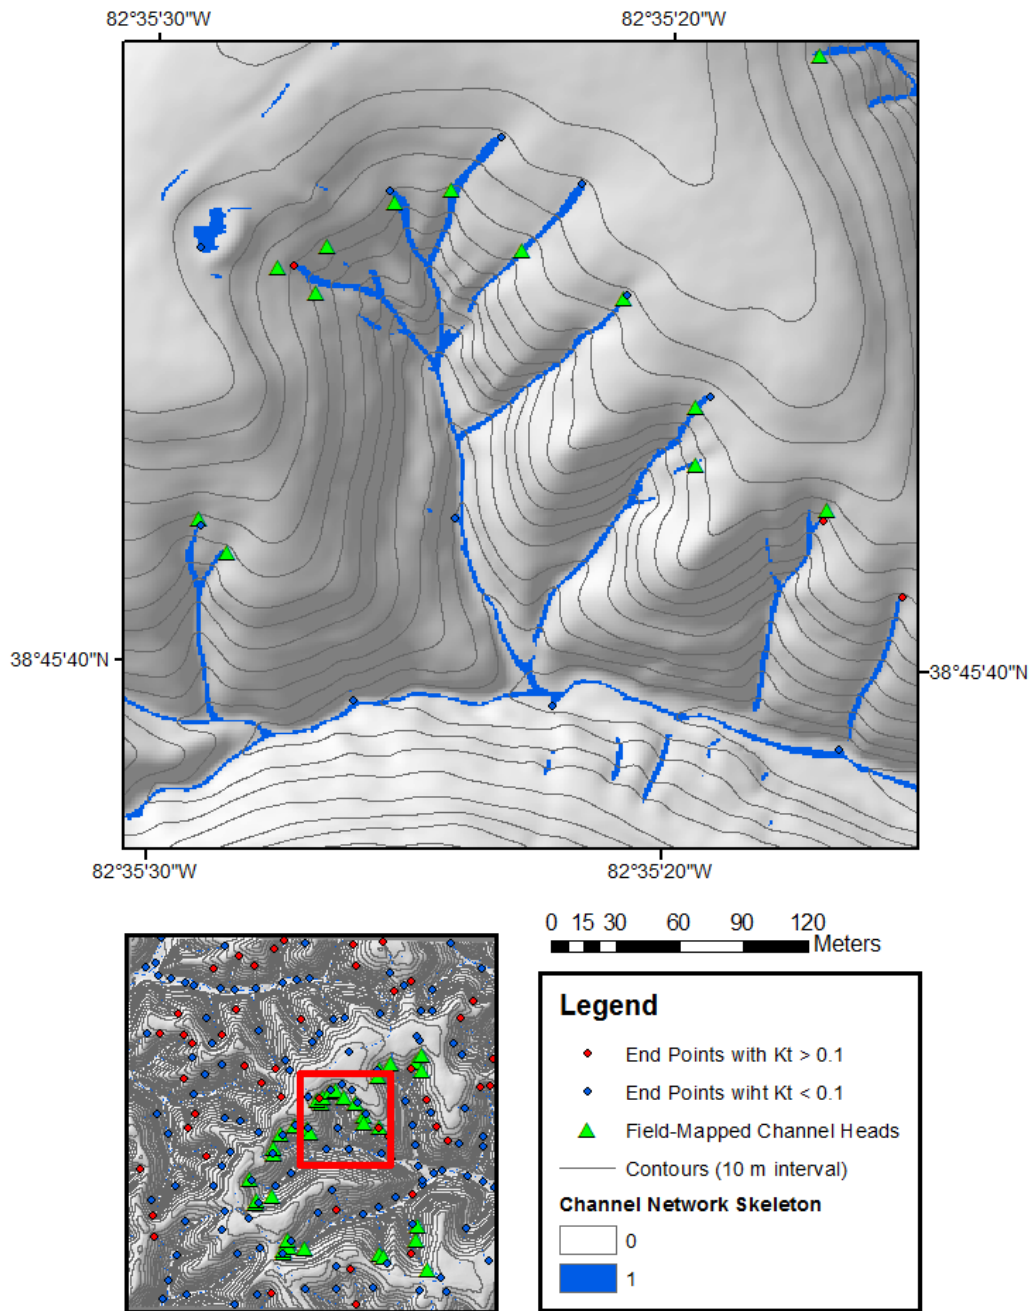 82°35'30"W 82°35'20"W
38°45'40"N 38°45'40"N
82°35'30"W 82°35'20"W
0 15 30 60 90 120
Meters
Legend
End Points with Kt > 0.1
End Points wiht Kt < 0.1
Field-Mapped Channel Heads
Contours (10 m interval)
Channel Network Skeleton
0
1